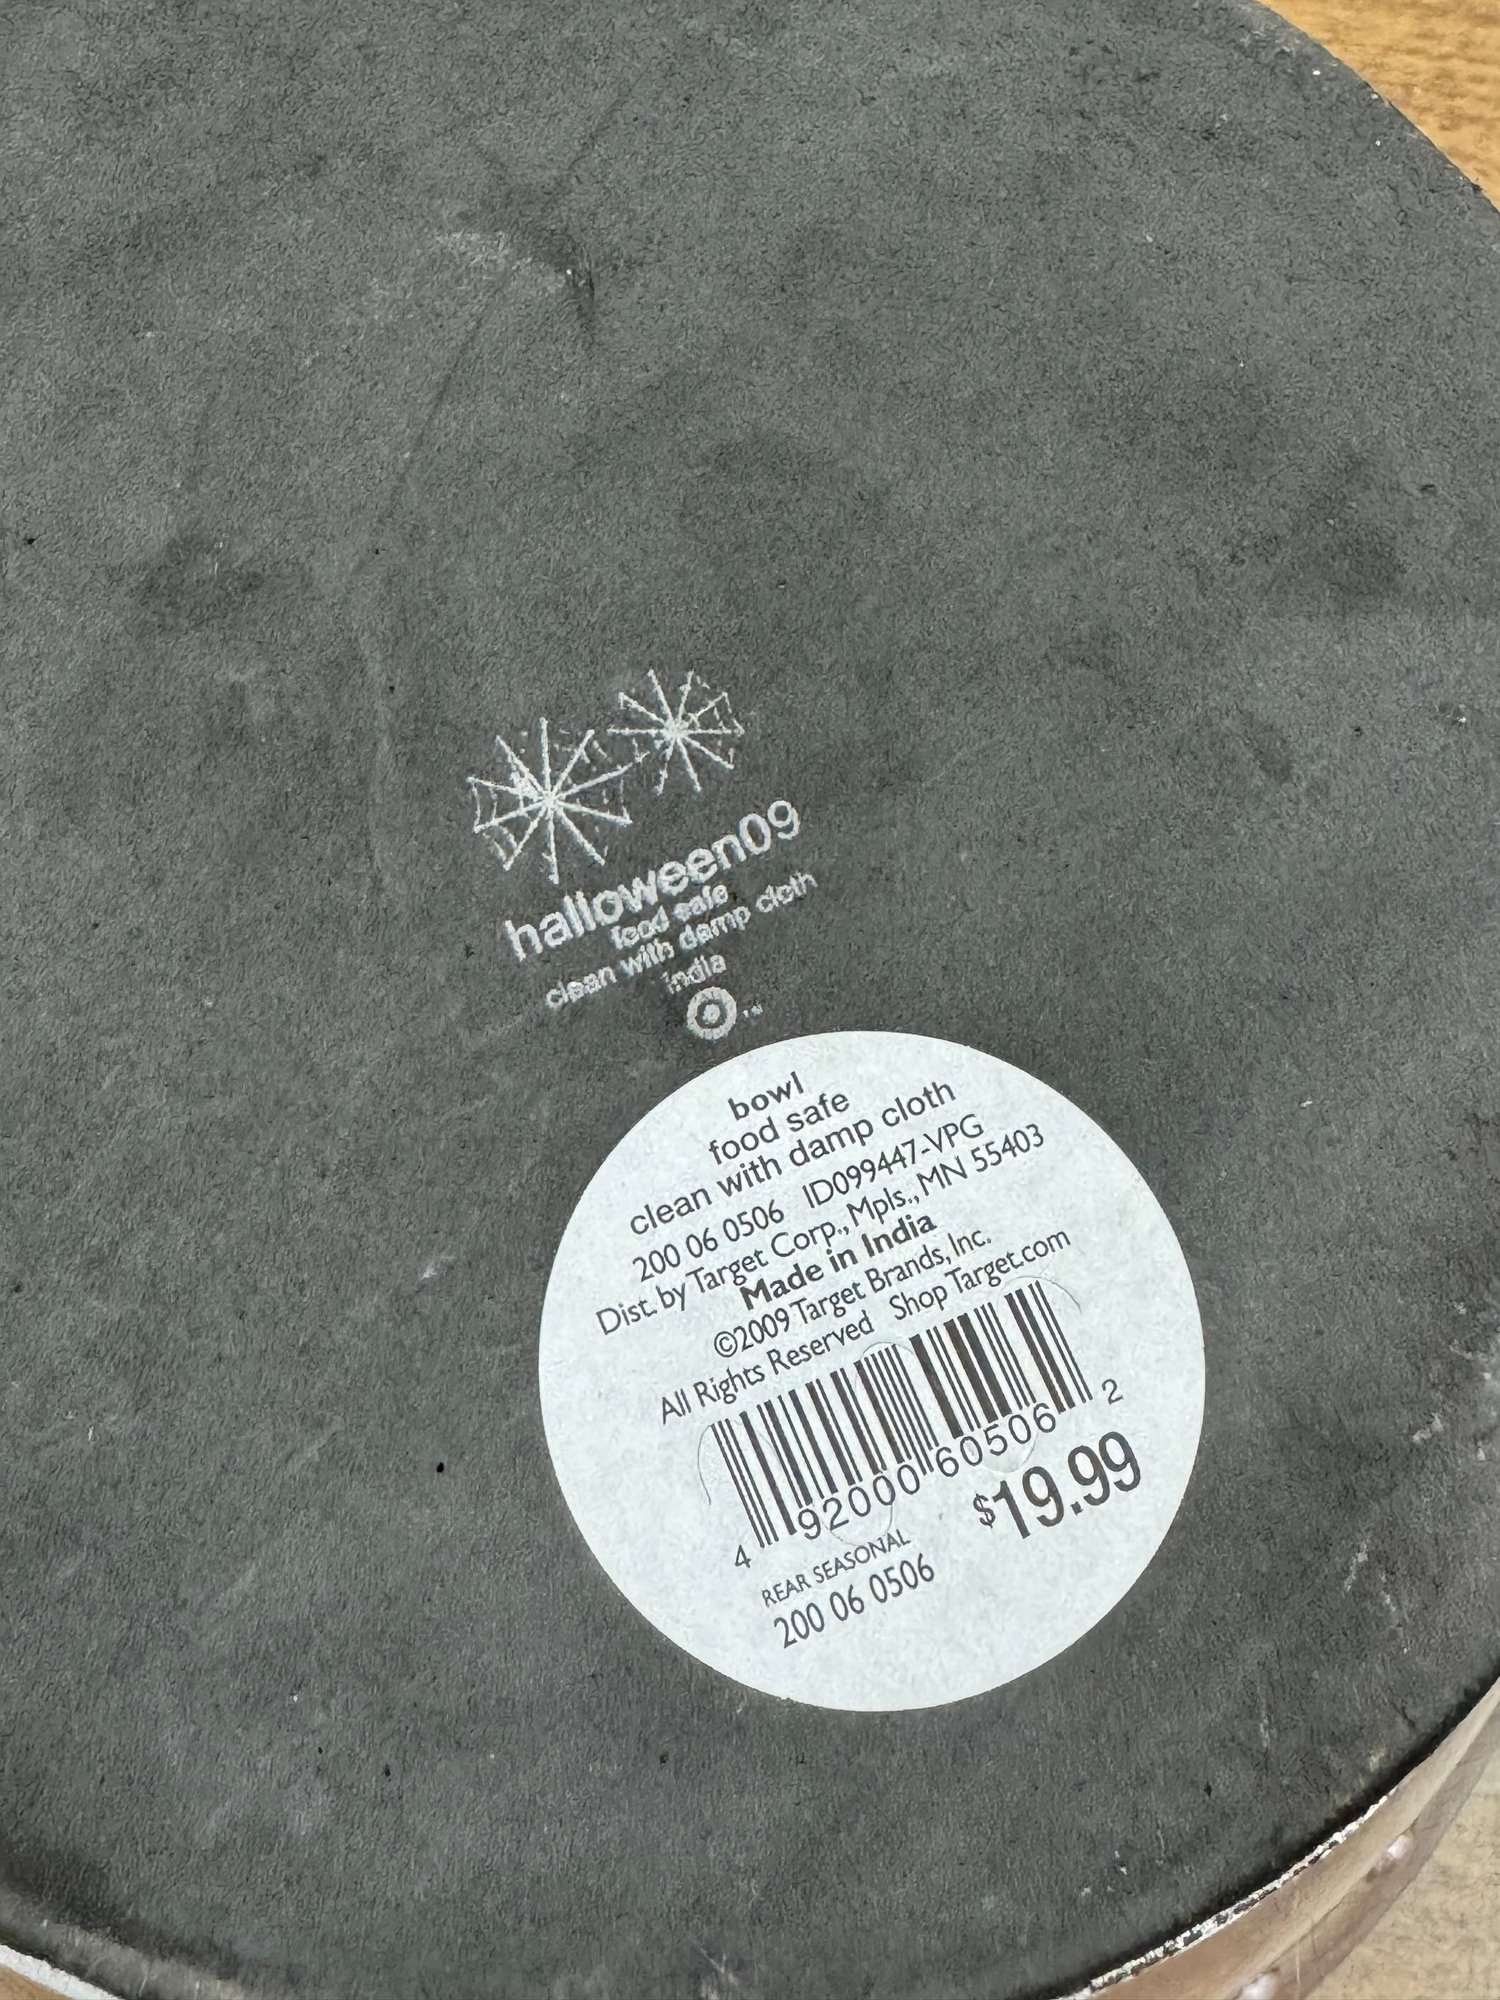 halloween09
food safe
clean with damp cloth
india
TM
bowl
food safe
clean with damp cloth
200 06 0506 ID099447-VPG
Dist. by Target Corp., Mpls., MN 55403
Made in India
©2009 Target Brands, Inc.
All Rights Reserved Shop Target.com
4 92000 60506 2
$19.99
REAR SEASONAL
200 06 0506